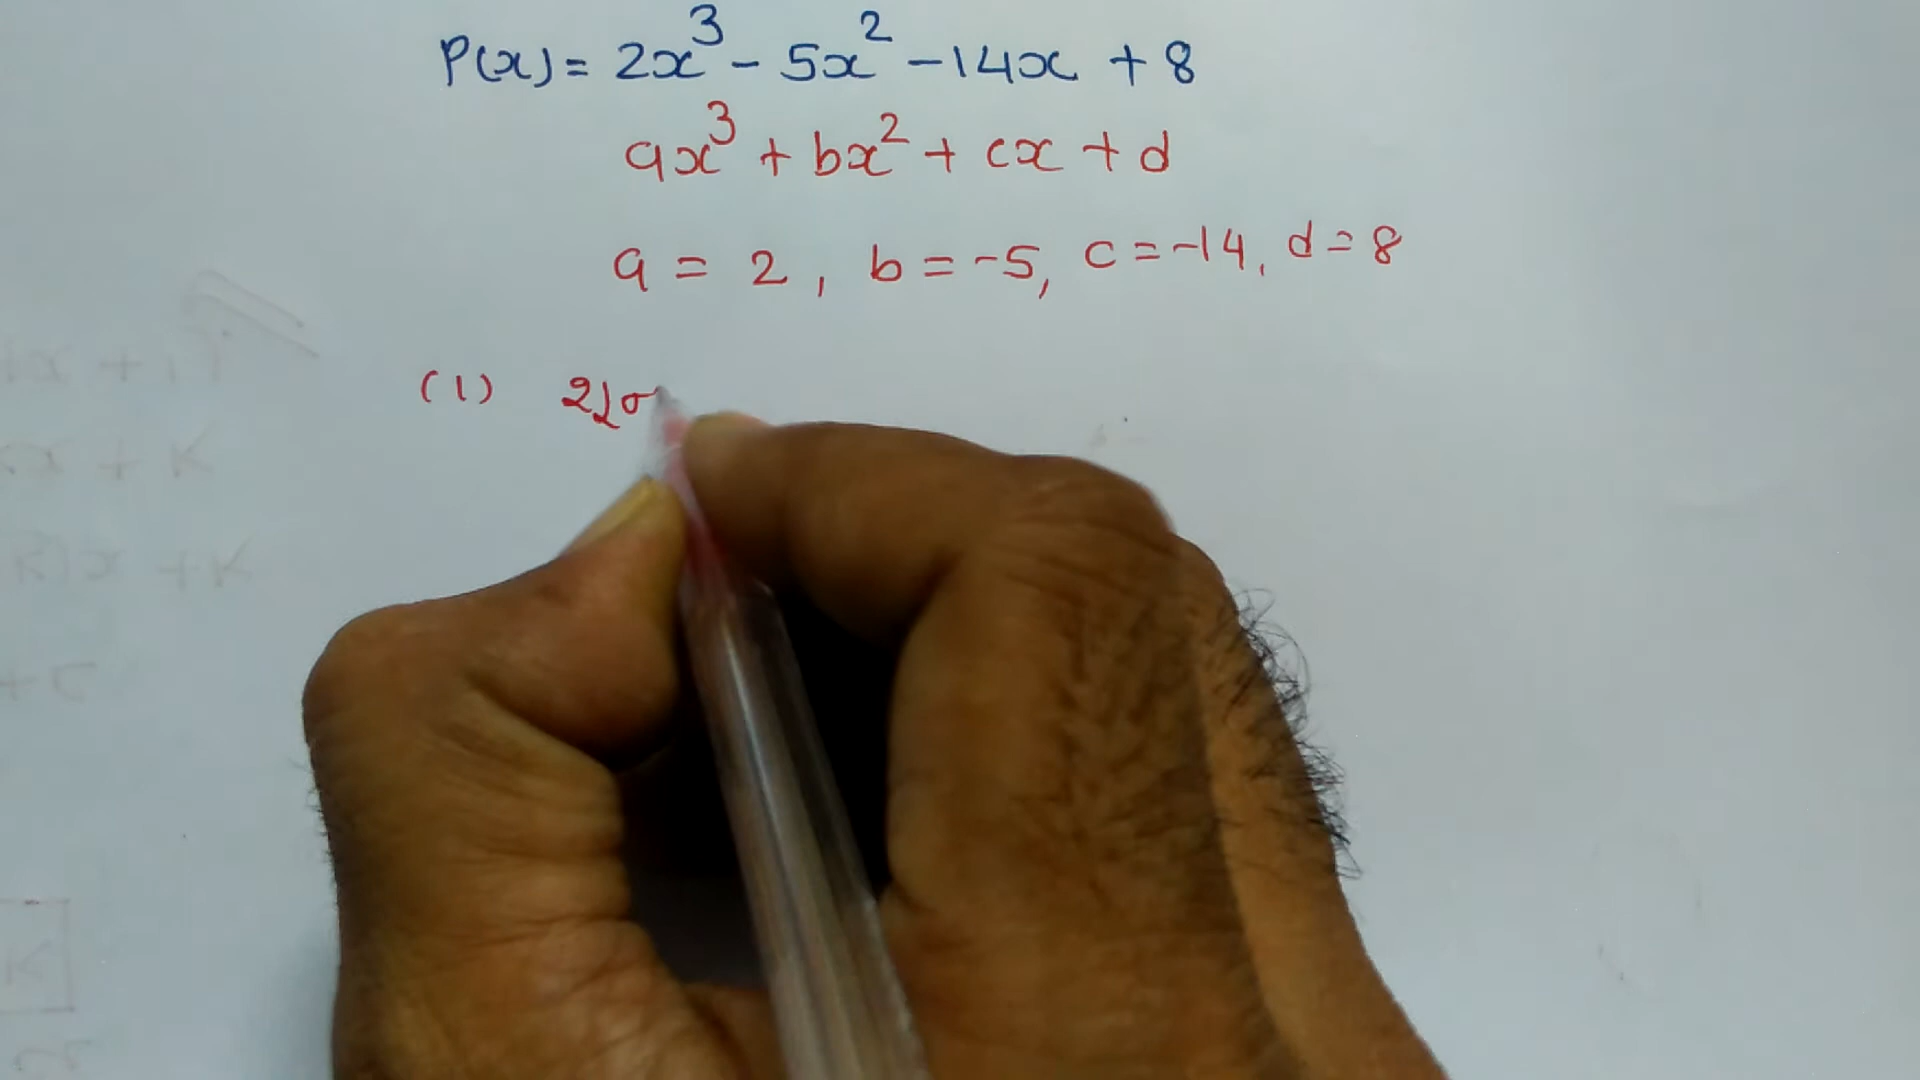 P(x) = 2x³ - 5x² - 14x + 8
ax³ + bx² + cx + d
a = 2, b = -5, c = -14, d = 8
(1)
x + K
x + K
+ c
K